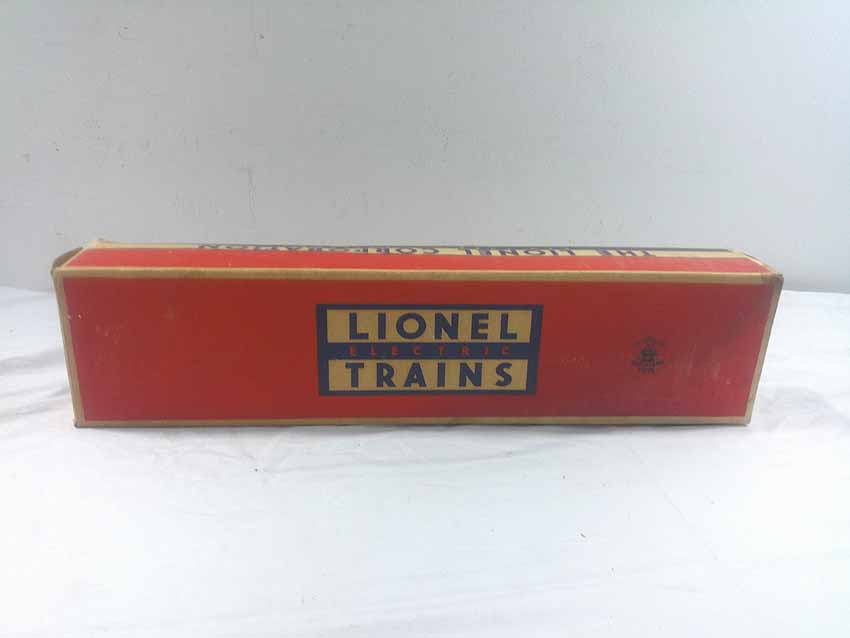 THE LIONEL CORPORATION
LIONEL
ELECTRIC
TRAINS